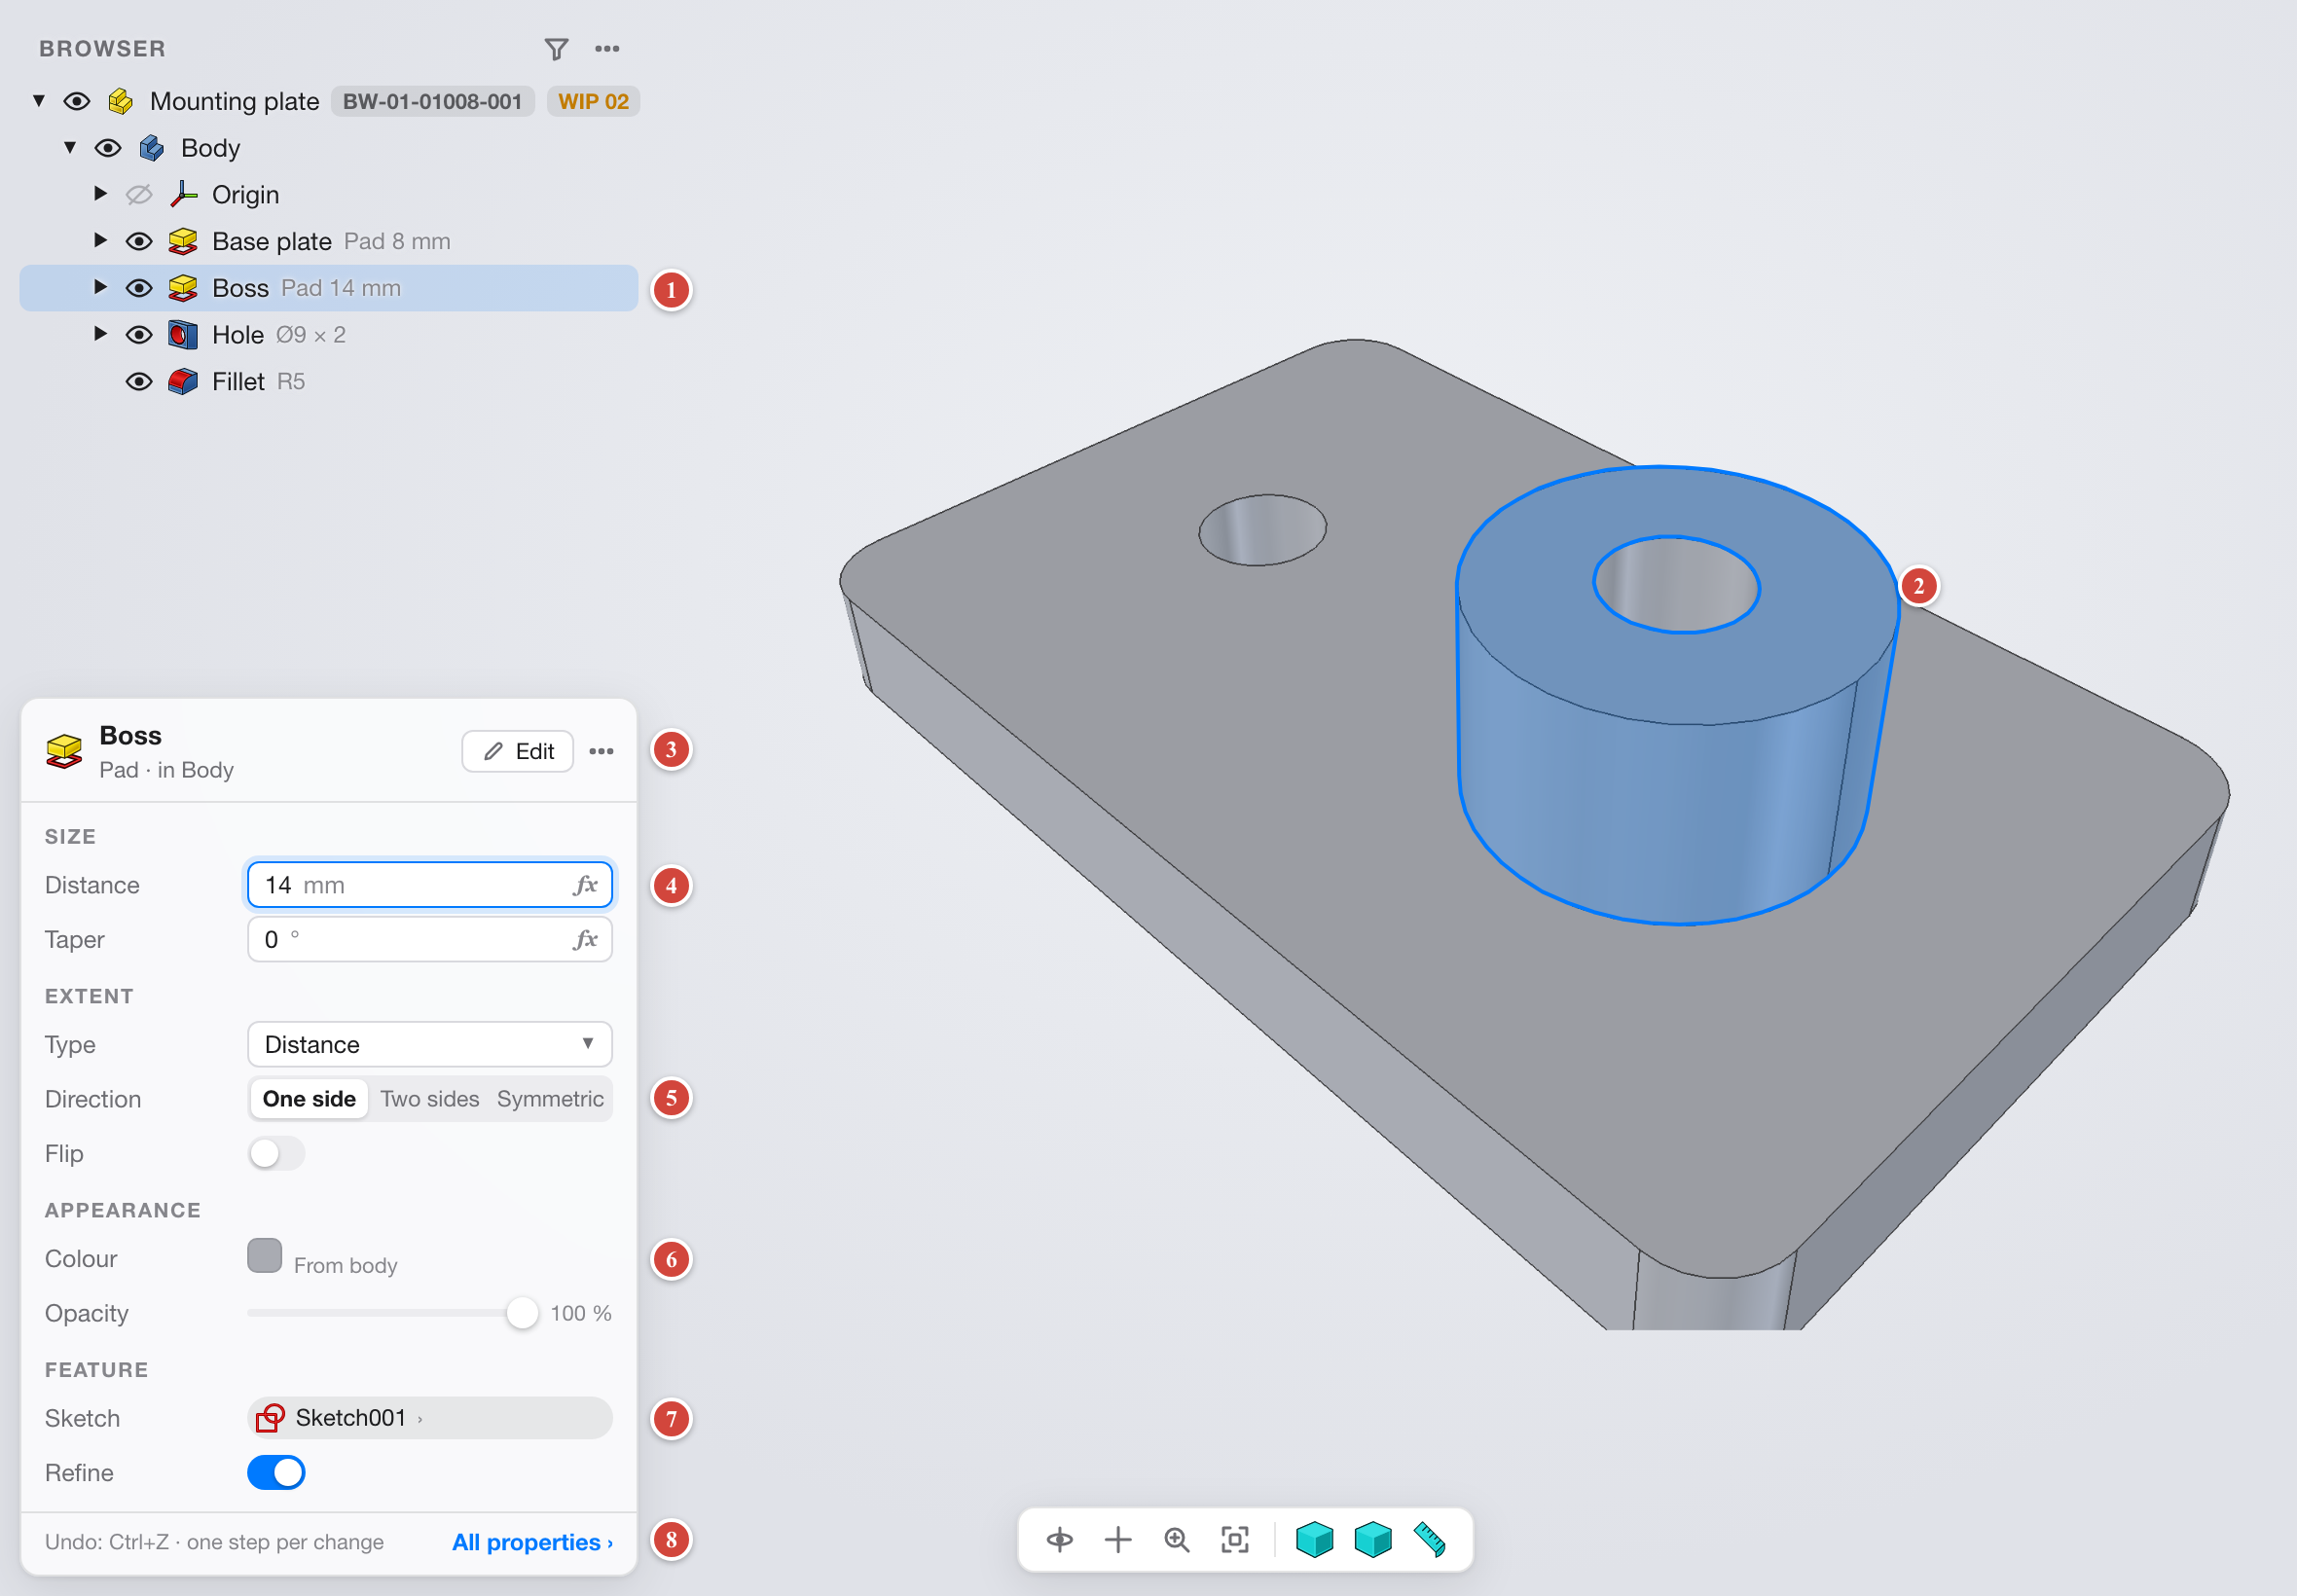 BROWSER
Mounting plate BW-01-01008-001 WIP 02
Body
Origin
Base plate Pad 8 mm
Boss Pad 14 mm 1
Hole Ø9 × 2
Fillet R5
2
Boss
Pad · in Body
Edit
3
SIZE
Distance 14 mm fx 4
Taper 0 ° fx
EXTENT
Type Distance
Direction One side Two sides Symmetric 5
Flip
APPEARANCE
Colour From body 6
Opacity 100 %
FEATURE
Sketch Sketch001 › 7
Refine
Undo: Ctrl+Z · one step per change All properties › 8